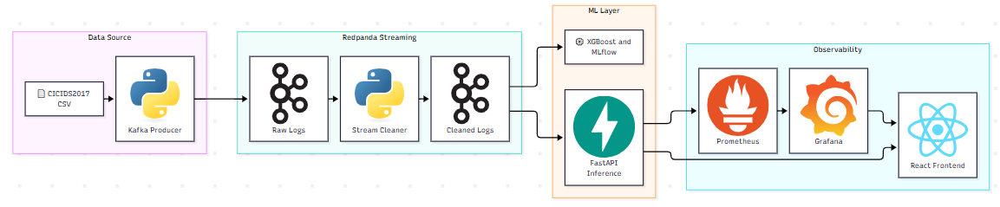 Data Source
CICIDS2017
CSV
Kafka Producer
Redpanda Streaming
Raw Logs
Stream Cleaner
Cleaned Logs
ML Layer
XGBoost and
MLflow
FastAPI
Inference
Observability
Prometheus
Grafana
React Frontend